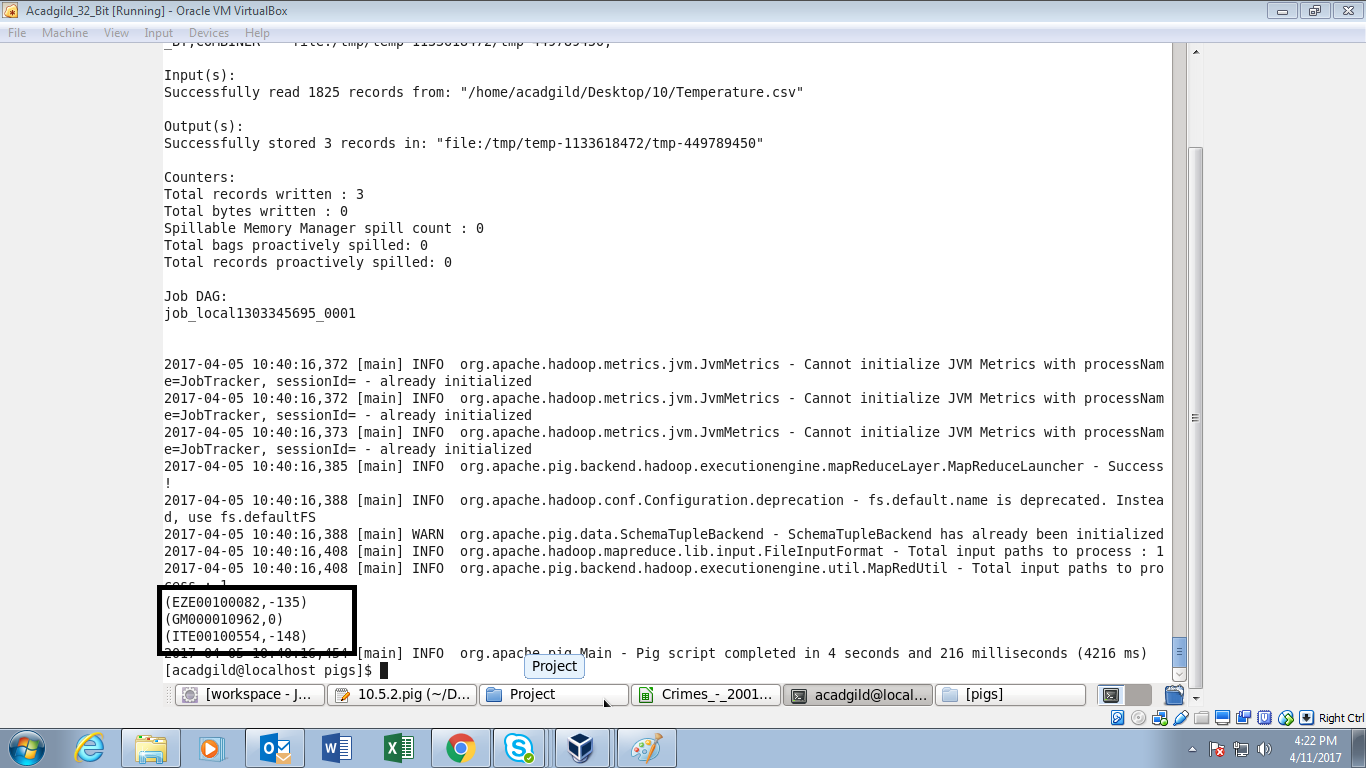 Acadgild_32_Bit [Running] - Oracle VM VirtualBox
File Machine View Input Devices Help
Input(s):
Successfully read 1825 records from: "/home/acadgild/Desktop/10/Temperature.csv"
Output(s):
Successfully stored 3 records in: "file:/tmp/temp-1133618472/tmp-449789450"
Counters:
Total records written : 3
Total bytes written : 0
Spillable Memory Manager spill count : 0
Total bags proactively spilled: 0
Total records proactively spilled: 0
Job DAG:
job_local1303345695_0001
2017-04-05 10:40:16,372 [main] INFO  org.apache.hadoop.metrics.jvm.JvmMetrics - Cannot initialize JVM Metrics with processNam
e=JobTracker, sessionId= - already initialized
2017-04-05 10:40:16,372 [main] INFO  org.apache.hadoop.metrics.jvm.JvmMetrics - Cannot initialize JVM Metrics with processNam
e=JobTracker, sessionId= - already initialized
2017-04-05 10:40:16,373 [main] INFO  org.apache.hadoop.metrics.jvm.JvmMetrics - Cannot initialize JVM Metrics with processNam
e=JobTracker, sessionId= - already initialized
2017-04-05 10:40:16,385 [main] INFO  org.apache.pig.backend.hadoop.executionengine.mapReduceLayer.MapReduceLauncher - Success
!
2017-04-05 10:40:16,388 [main] INFO  org.apache.hadoop.conf.Configuration.deprecation - fs.default.name is deprecated. Instea
d, use fs.defaultFS
2017-04-05 10:40:16,388 [main] WARN  org.apache.pig.data.SchemaTupleBackend - SchemaTupleBackend has already been initialized
2017-04-05 10:40:16,408 [main] INFO  org.apache.hadoop.mapreduce.lib.input.FileInputFormat - Total input paths to process : 1
2017-04-05 10:40:16,408 [main] INFO  org.apache.pig.backend.hadoop.executionengine.util.MapRedUtil - Total input paths to pro
cess : 1
(EZE00100082,-135)
(GM000010962,0)
(ITE00100554,-148)
2017-04-05 10:40:16,454 [main] INFO  org.apache.pig.Main - Pig script completed in 4 seconds and 216 milliseconds (4216 ms)
[acadgild@localhost pigs]$
Project
[workspace - J... 10.5.2.pig (~/D... Project Crimes_-_2001... acadgild@local... [pigs]
Right Ctrl
4:22 PM
4/11/2017